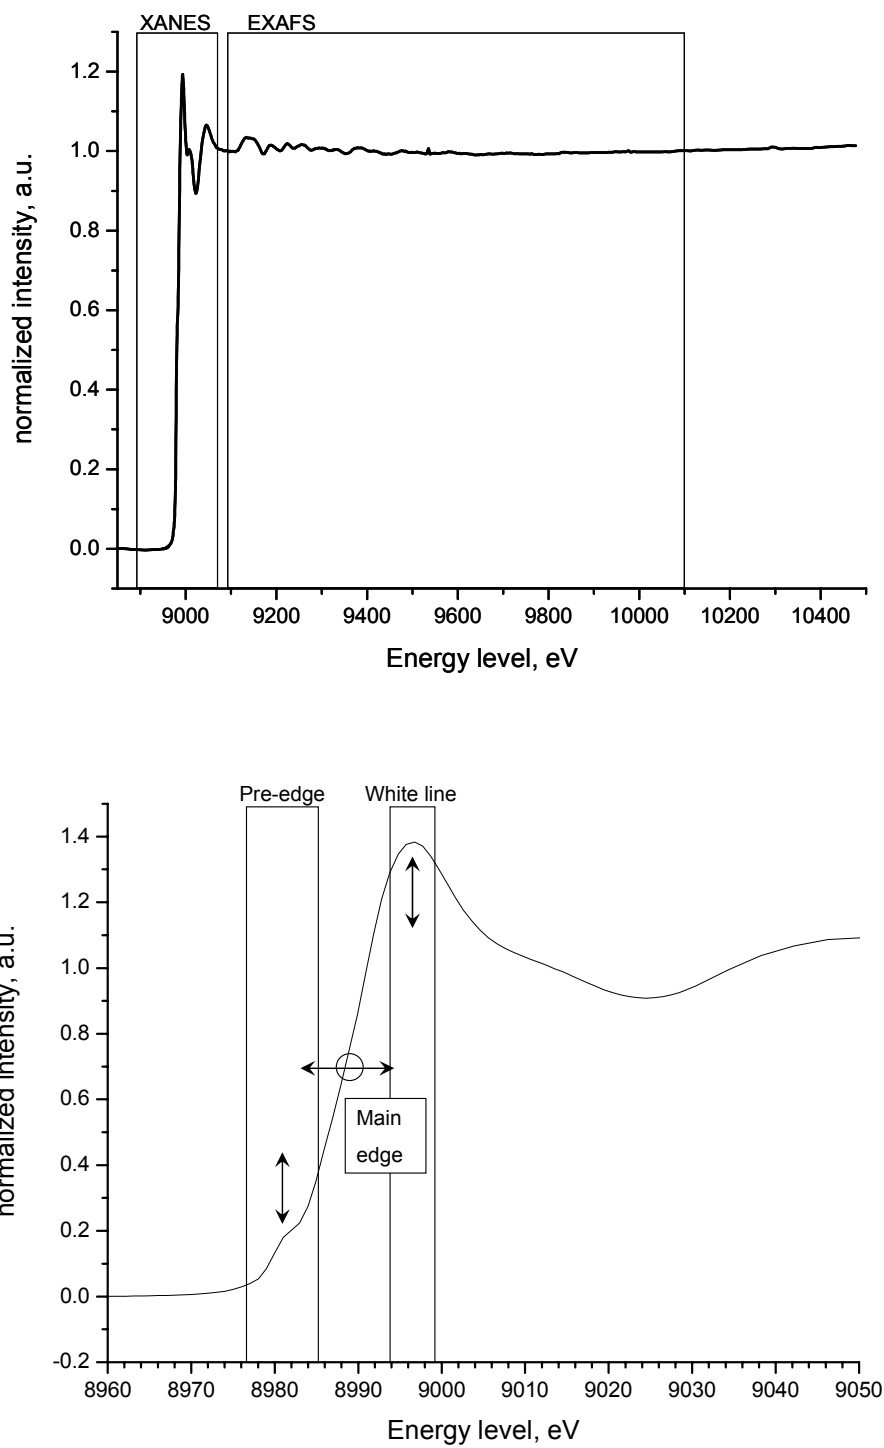 XANES EXAFS
1.2
1.0
0.8
0.6
0.4
0.2
0.0
normalized intensity, a.u.
9000 9200 9400 9600 9800 10000 10200 10400
Energy level, eV
Pre-edge White line
1.4
1.2
1.0
0.8
0.6
0.4
0.2
0.0
-0.2
normalized intensity, a.u.
Main
edge
8960 8970 8980 8990 9000 9010 9020 9030 9040 9050
Energy level, eV